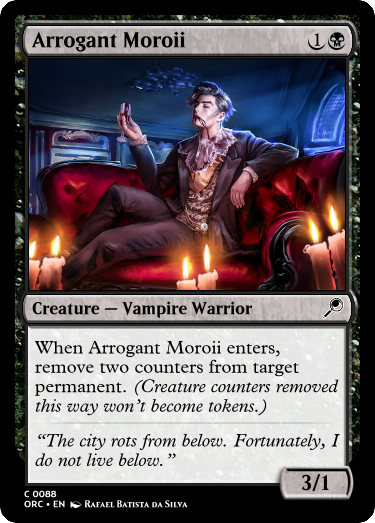 Arrogant Moroii 1
Creature — Vampire Warrior
When Arrogant Moroii enters,
remove two counters from target
permanent. (Creature counters removed
this way won't become tokens.)
“The city rots from below. Fortunately, I
do not live below.”
3/1
C 0088
ORC • EN Rafael Batista da Silva